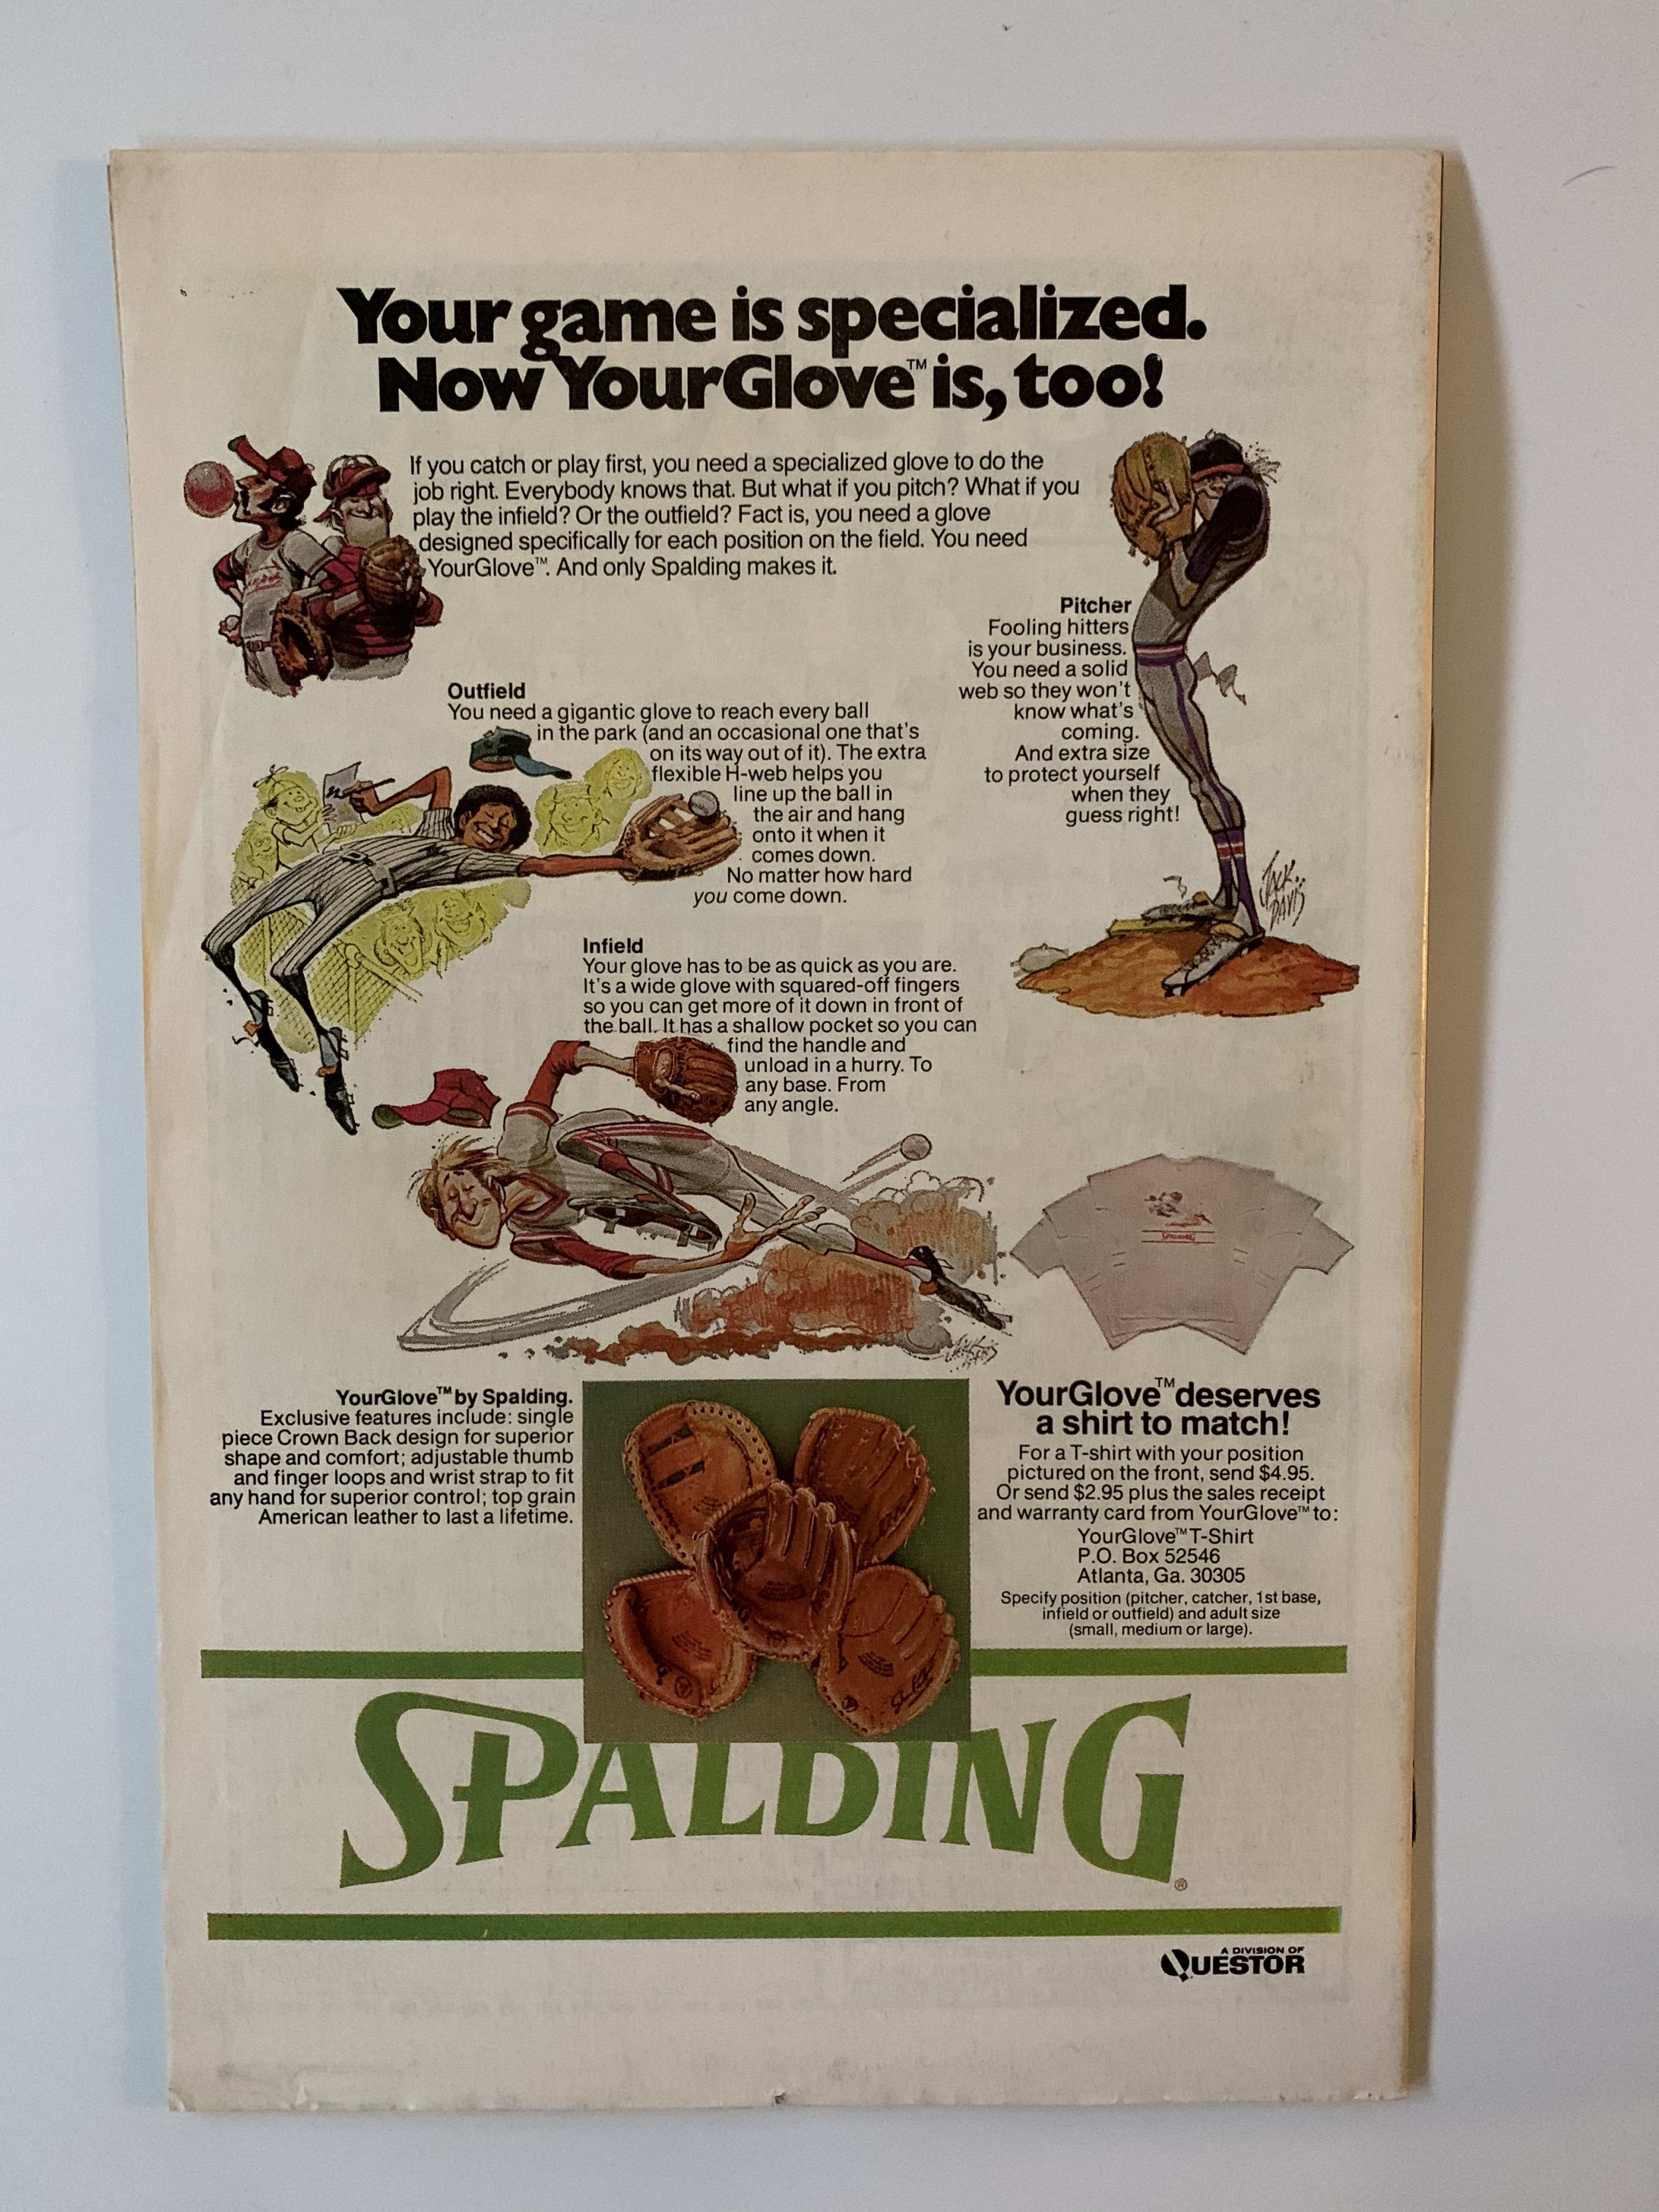 Your game is specialized.
Now YourGlove™ is, too!
If you catch or play first, you need a specialized glove to do the
job right. Everybody knows that. But what if you pitch? What if you
play the infield? Or the outfield? Fact is, you need a glove
designed specifically for each position on the field. You need
YourGlove™. And only Spalding makes it.
Pitcher
Fooling hitters
is your business.
You need a solid
web so they won't
know what's
coming.
And extra size
to protect yourself
when they
guess right!
JACK DAVIS
Outfield
You need a gigantic glove to reach every ball
in the park (and an occasional one that's
on its way out of it). The extra
flexible H-web helps you
line up the ball in
the air and hang
onto it when it
comes down.
No matter how hard
you come down.
Infield
Your glove has to be as quick as you are.
It's a wide glove with squared-off fingers
so you can get more of it down in front of
the ball. It has a shallow pocket so you can
find the handle and
unload in a hurry. To
any base. From
any angle.
SPALDING
YourGlove™ by Spalding.
Exclusive features include: single
piece Crown Back design for superior
shape and comfort; adjustable thumb
and finger loops and wrist strap to fit
any hand for superior control; top grain
American leather to last a lifetime.
YourGlove™ deserves
a shirt to match!
For a T-shirt with your position
pictured on the front, send $4.95.
Or send $2.95 plus the sales receipt
and warranty card from YourGlove™ to:
YourGlove™ T-Shirt
P.O. Box 52546
Atlanta, Ga. 30305
Specify position (pitcher, catcher, 1st base,
infield or outfield) and adult size
(small, medium or large).
SPALDING®
A DIVISION OF
QUESTOR